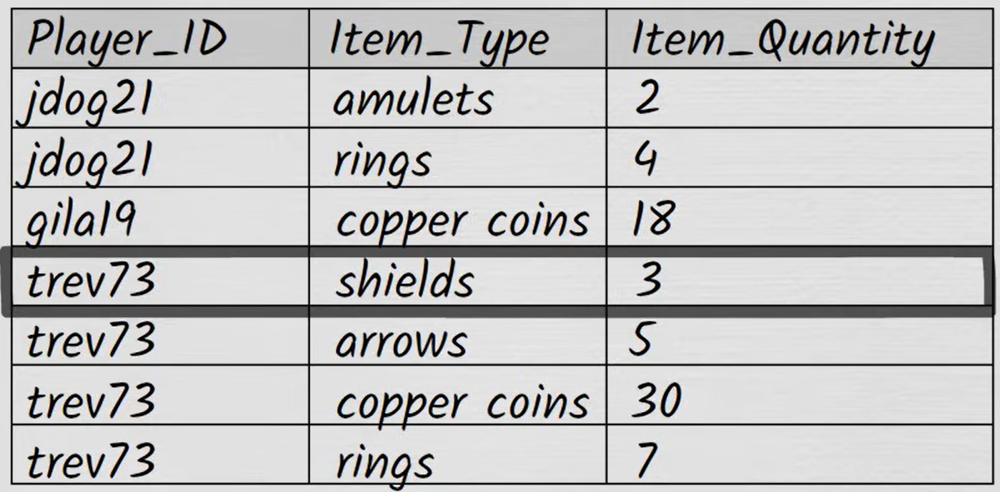 Player_ID Item_Type Item_Quantity
jdog21 amulets 2
jdog21 rings 4
gila19 copper coins 18
trev73 shields 3
trev73 arrows 5
trev73 copper coins 30
trev73 rings 7